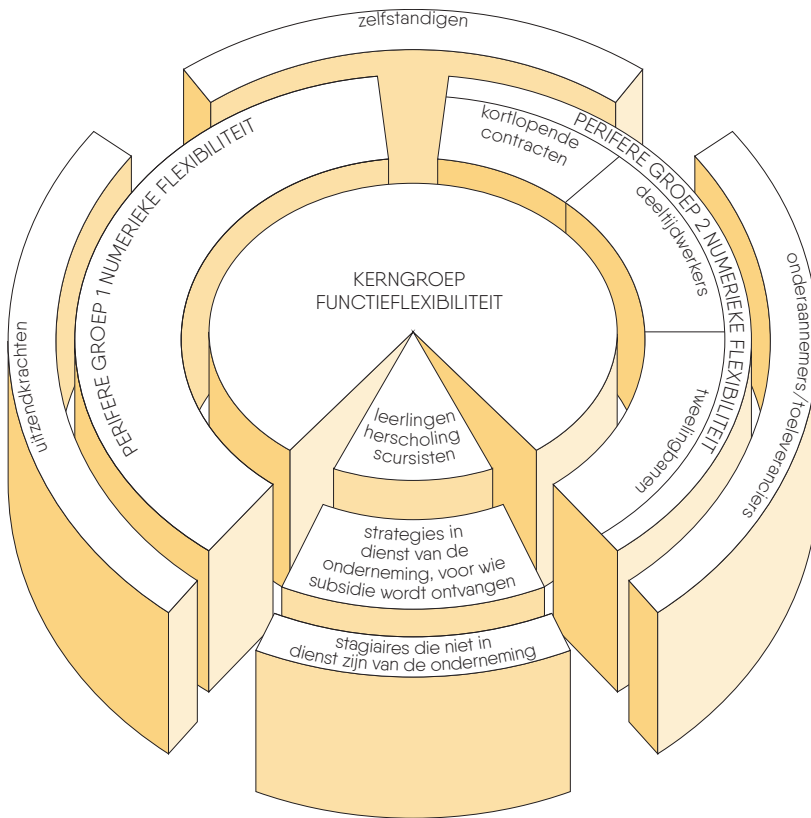 zelfstandigen
PERIFERE GROEP 1 NUMERIEKE FLEXIBILITEIT
PERIFERE GROEP 2 NUMERIEKE FLEXIBILITEIT
kortlopende
contracten
deeltijdwerkers
tweelingbanen
uitzendkrachten
onderaannemers/toeleveranciers
KERNGROEP
FUNCTIEFLEXIBILITEIT
leerlingen
herscholing
scursisten
strategies in
dienst van de
onderneming, voor wie
subsidie wordt ontvangen
stagiaires die niet in
dienst zijn van de onderneming